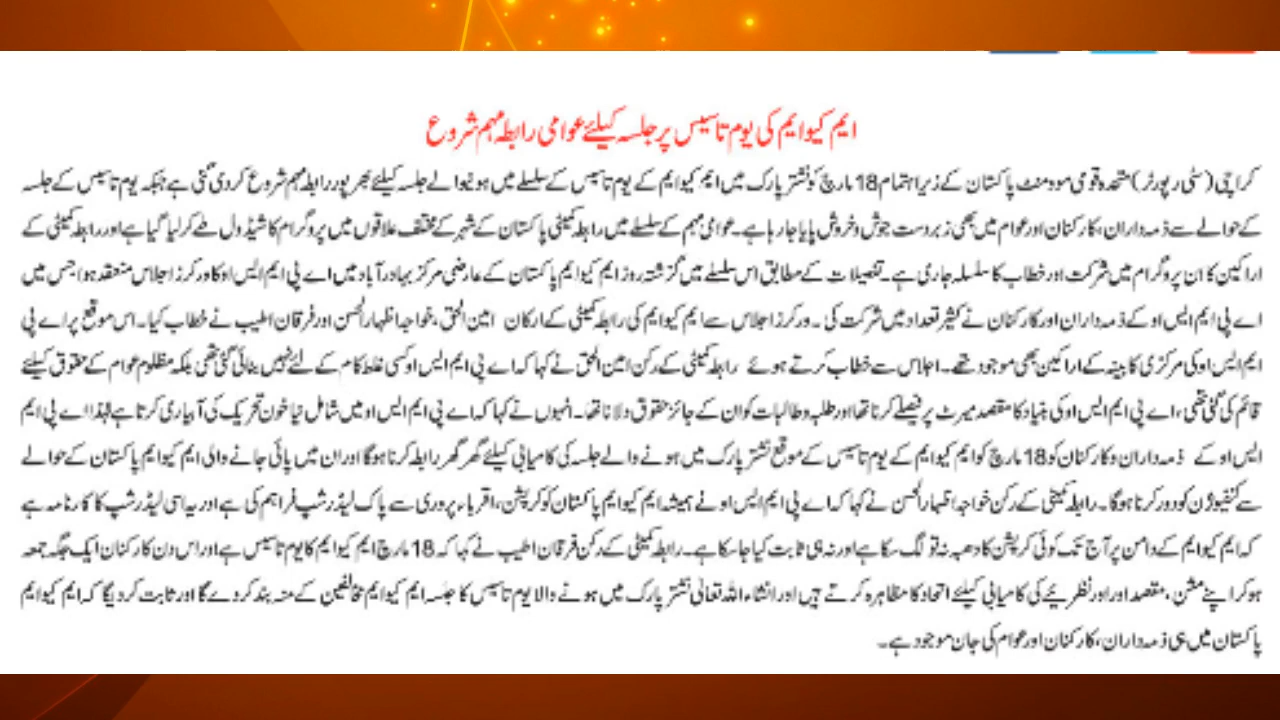 ایم کیو ایم کی یوم تاسیس پر جلسہ کیلئے عوامی رابطہ مہم شروع
کراچی (سٹی رپورٹر) متحدہ قومی موومنٹ پاکستان کے زیر اہتمام 18 مارچ کو نشتر پارک میں ایم کیو ایم کے یوم تاسیس کے سلسلے میں ہونیوالے جلسہ کیلئے بھر پور رابطہ مہم شروع کردی گئی ہے جبکہ یوم تاسیس کے جلسہ
کے حوالے سے ذمہ داران، کارکنان اور عوام میں بھی زبردست جوش و خروش پایا جارہا ہے۔ عوامی مہم کے سلسلے میں رابطہ کمیٹی پاکستان کے شہر کے مختلف علاقوں میں پروگرام کا شیڈول طے کرلیا گیا ہے اور رابطہ کمیٹی کے
اراکین کا ان پروگرام میں شرکت اور خطاب کا سلسلہ جاری ہے۔ تفصیلات کے مطابق اس سلسلے میں گزشتہ روز ایم کیو ایم پاکستان کے عارضی مرکز بہادرآباد میں اے پی ایم ایس او کا ورکرز اجلاس منعقد ہوا جس میں
اے پی ایم ایس او کے ذمہ داران اور کارکنان نے کثیر تعداد میں شرکت کی۔ ورکرز اجلاس سے ایم کیو ایم کی رابطہ کمیٹی کے ارکان امین الحق، خواجہ اظہار الحسن اور فرقان اطیب نے خطاب کیا۔ اس موقع پر اے پی
ایم ایس او کی مرکزی کابینہ کے اراکین بھی موجود تھے۔ اجلاس سے خطاب کرتے ہوئے رابطہ کمیٹی کے رکن امین الحق نے کہا کہ اے پی ایم ایس او کسی غلط کام کے لئے نہیں بنائی گئی تھی بلکہ مظلوم عوام کے حقوق کیلئے
قائم کی گئی تھی، اے پی ایم ایس او کی بنیاد کا مقصد میرٹ پر فیصلے کرنا تھا اور طلبہ و طالبات کو ان کے جائز حقوق دلانا تھا۔ انہوں نے کہا کہ اے پی ایم ایس او میں شامل نیا خون تحریک کی آبیاری کرتا ہے لہٰذا اے پی ایم
ایس او کے ذمہ داران و کارکنان کو 18 مارچ کو ایم کیو ایم کے یوم تاسیس کے موقع نشتر پارک میں ہونے والے جلسہ کی کامیابی کیلئے گھر گھر رابطہ کرنا ہوگا اور ان میں پائی جانے والی ایم کیو ایم پاکستان کے حوالے
سے کنفیوژن کو دور کرنا ہوگا۔ رابطہ کمیٹی کے رکن خواجہ اظہار الحسن نے کہا کہ اے پی ایم ایس او نے ہمیشہ ایم کیو ایم پاکستان کو کرپشن، اقرباء پروری سے پاک لیڈرشپ فراہم کی ہے اور یہ اسی لیڈرشپ کا کارنامہ ہے
کہ ایم کیو ایم کے دامن پر آج تک کوئی کرپشن کا دھبہ نہ تو لگ سکا ہے اور نہ ہی ثابت کیا جاسکا ہے۔ رابطہ کمیٹی کے رکن فرقان اطیب نے کہا کہ 18 مارچ ایم کیو ایم کا یوم تاسیس ہے اور اس دن کارکنان ایک جگہ جمع
ہوکر اپنے مشن، مقصد اور اور نظریئے کی کامیابی کیلئے اتحاد کا مظاہرہ کرتے ہیں اور انشاء اللہ تعالی نشتر پارک میں ہونے والا یوم تاسیس کا جلسہ ایم کیو ایم مخالفین کے منہ بند کردے گا اور ثابت کردیگا کہ ایم کیو ایم
پاکستان میں ہی ذمہ داران، کارکنان اور عوام کی جان موجود ہے۔